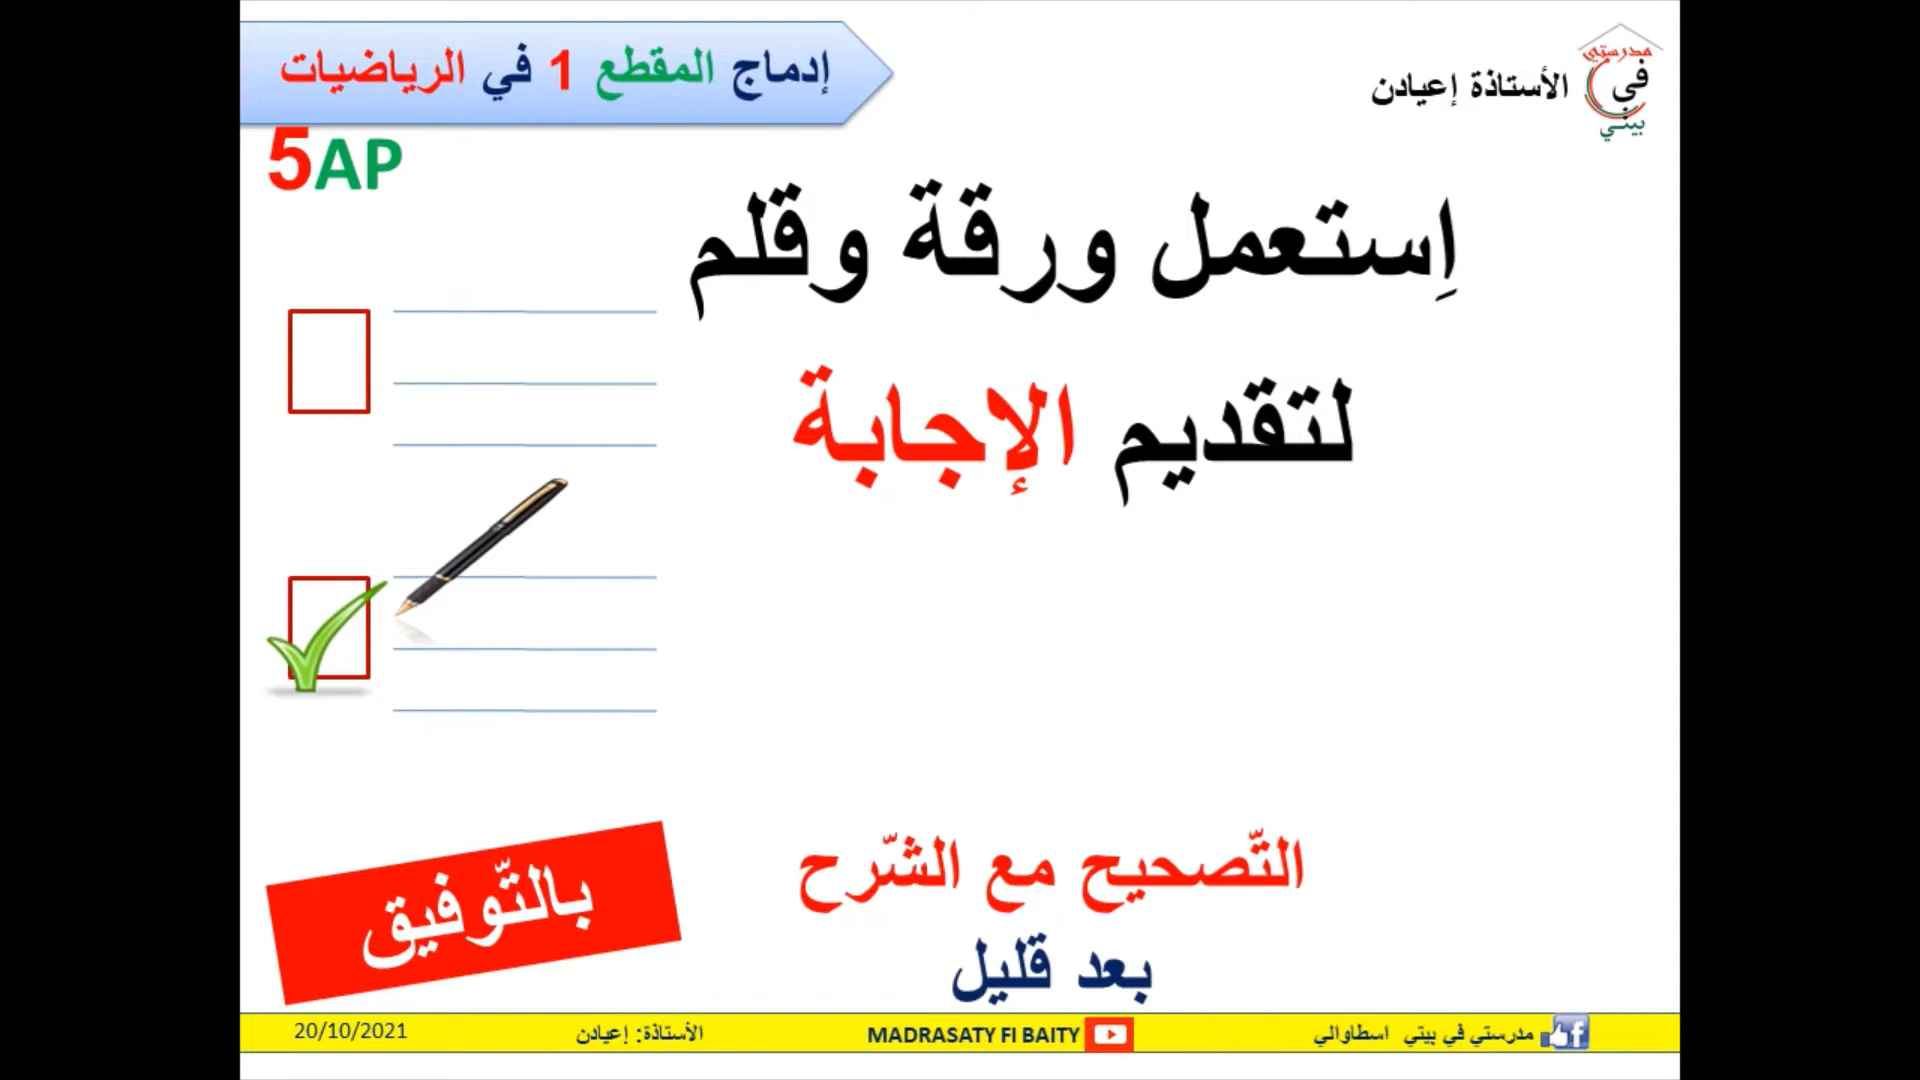 إدماج المقطع 1 في الرياضيات
الأستاذة إعيادن
مدرستي
في
بيتي
5AP
اِستعمل ورقة وقلم
لتقديم الإجابة
التّصحيح مع الشّرح
بعد قليل
بالتّوفيق
مدرستي في بيتي اسطاوالي
MADRASATY FI BAITY
الأستاذة: إعيادن
20/10/2021